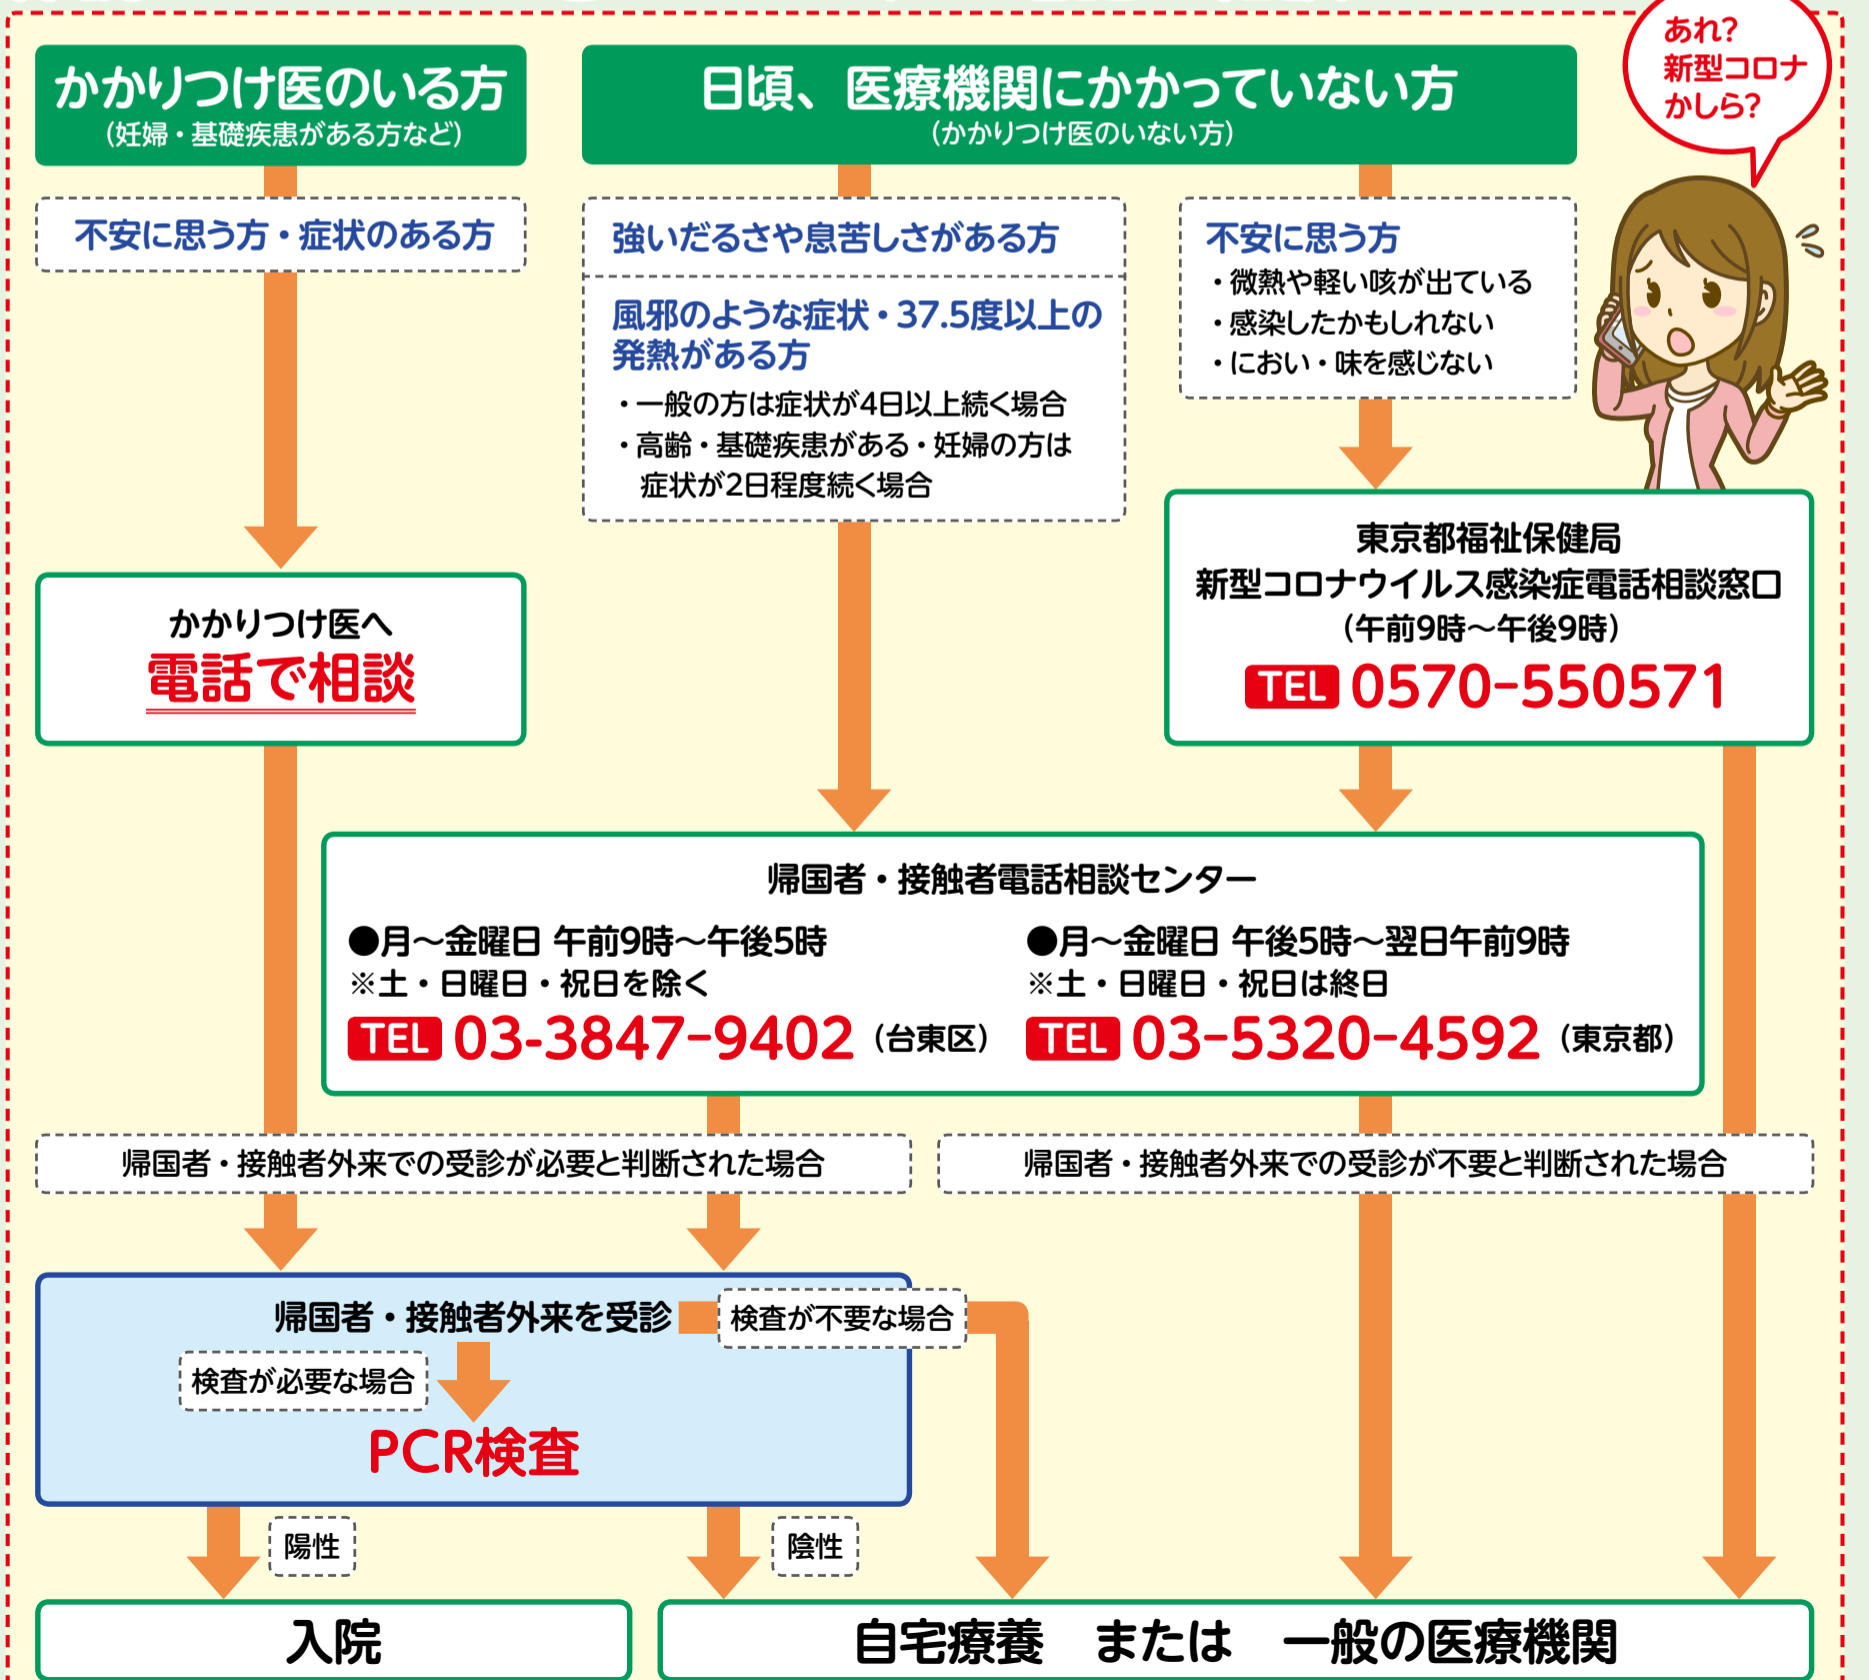 あれ?
新型コロナ
かしら?
かかりつけ医のいる方
(妊婦・基礎疾患がある方など)
日頃、医療機関にかかっていない方
(かかりつけ医のいない方)
不安に思う方・症状のある方
強いだるさや息苦しさがある方
風邪のような症状・37.5度以上の
発熱がある方
・一般の方は症状が4日以上続く場合
・高齢・基礎疾患がある・妊婦の方は
症状が2日程度続く場合
不安に思う方
・微熱や軽い咳が出ている
・感染したかもしれない
・におい・味を感じない
かかりつけ医へ
電話で相談
東京都福祉保健局
新型コロナウイルス感染症電話相談窓口
(午前9時〜午後9時)
TEL 0570-550571
帰国者・接触者電話相談センター
●月〜金曜日 午前9時〜午後5時
※土・日曜日・祝日を除く
TEL 03-3847-9402(台東区)
●月〜金曜日 午後5時〜翌日午前9時
※土・日曜日・祝日は終日
TEL 03-5320-4592(東京都)
帰国者・接触者外来での受診が必要と判断された場合
帰国者・接触者外来での受診が不要と判断された場合
帰国者・接触者外来を受診
検査が不要な場合
検査が必要な場合
PCR検査
陽性
陰性
入院
自宅療養 または 一般の医療機関